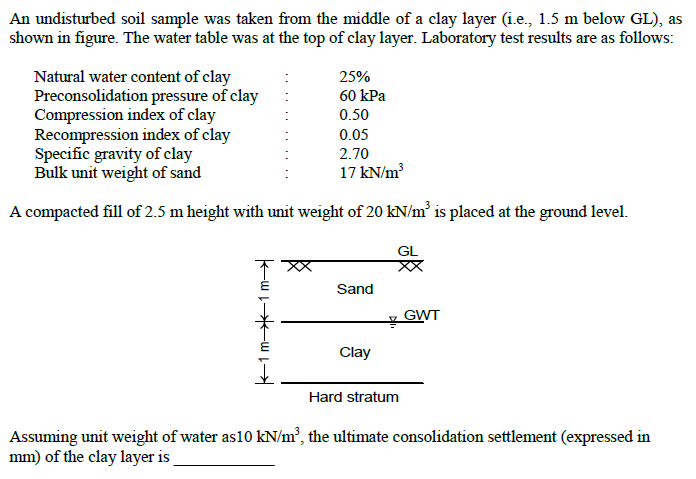 An undisturbed soil sample was taken from the middle of a clay layer (i.e., 1.5 m below GL), as
shown in figure. The water table was at the top of clay layer. Laboratory test results are as follows:
Natural water content of clay : 25%
Preconsolidation pressure of clay : 60 kPa
Compression index of clay : 0.50
Recompression index of clay : 0.05
Specific gravity of clay : 2.70
Bulk unit weight of sand : 17 kN/m³
A compacted fill of 2.5 m height with unit weight of 20 kN/m³ is placed at the ground level.
GL
1 m
Sand
GWT
1 m
Clay
Hard stratum
Assuming unit weight of water as10 kN/m³, the ultimate consolidation settlement (expressed in
mm) of the clay layer is ____________